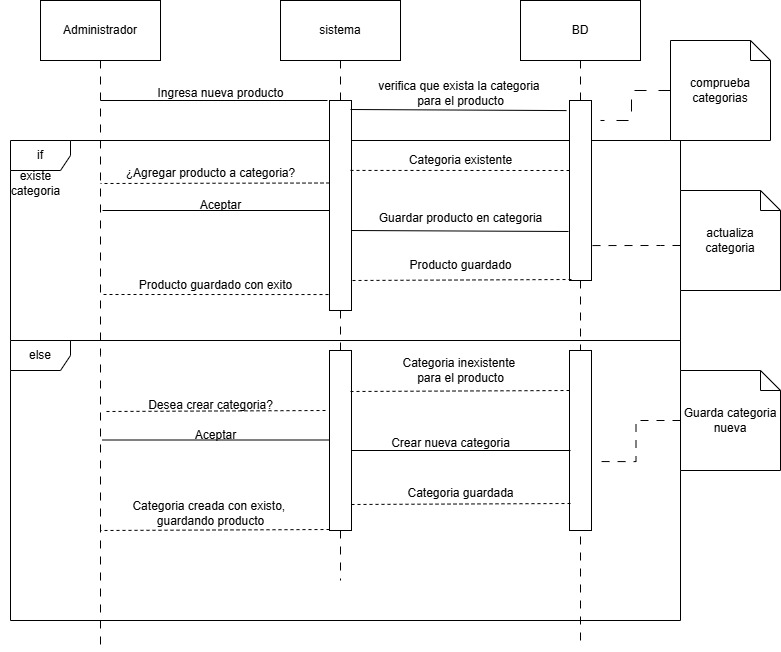 Administrador
sistema
BD
comprueba
categorias
Ingresa nueva producto
verifica que exista la categoria
para el producto
if
existe
categoria
Categoria existente
¿Agregar producto a categoria?
Aceptar
Guardar producto en categoria
actualiza
categoria
Producto guardado
Producto guardado con exito
else
Categoria inexistente
para el producto
Desea crear categoria?
Guarda categoria
nueva
Aceptar
Crear nueva categoria
Categoria guardada
Categoria creada con existo,
guardando producto